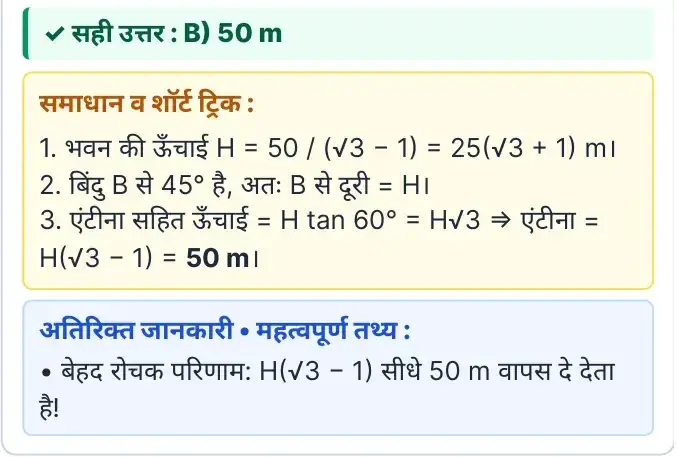 ✓ सही उत्तर : B) 50 m
समाधान व शॉर्ट ट्रिक :
1. भवन की ऊँचाई H = 50 / (√3 − 1) = 25(√3 + 1) m।
2. बिंदु B से 45° है, अतः B से दूरी = H।
3. एंटीना सहित ऊँचाई = H tan 60° = H√3 ⇒ एंटीना =
H(√3 − 1) = 50 m।
अतिरिक्त जानकारी • महत्वपूर्ण तथ्य :
• बेहद रोचक परिणाम: H(√3 − 1) सीधे 50 m वापस दे देता
है!